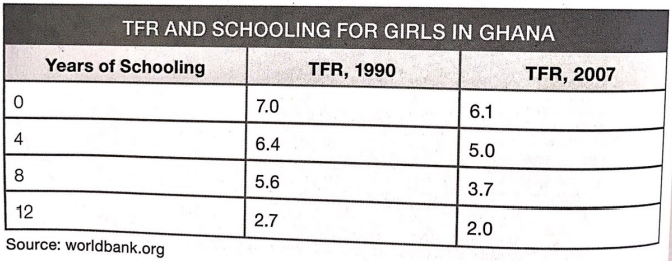 TFR AND SCHOOLING FOR GIRLS IN GHANA
Years of Schooling TFR, 1990 TFR, 2007
0 7.0 6.1
4 6.4 5.0
8 5.6 3.7
12 2.7 2.0
Source: worldbank.org